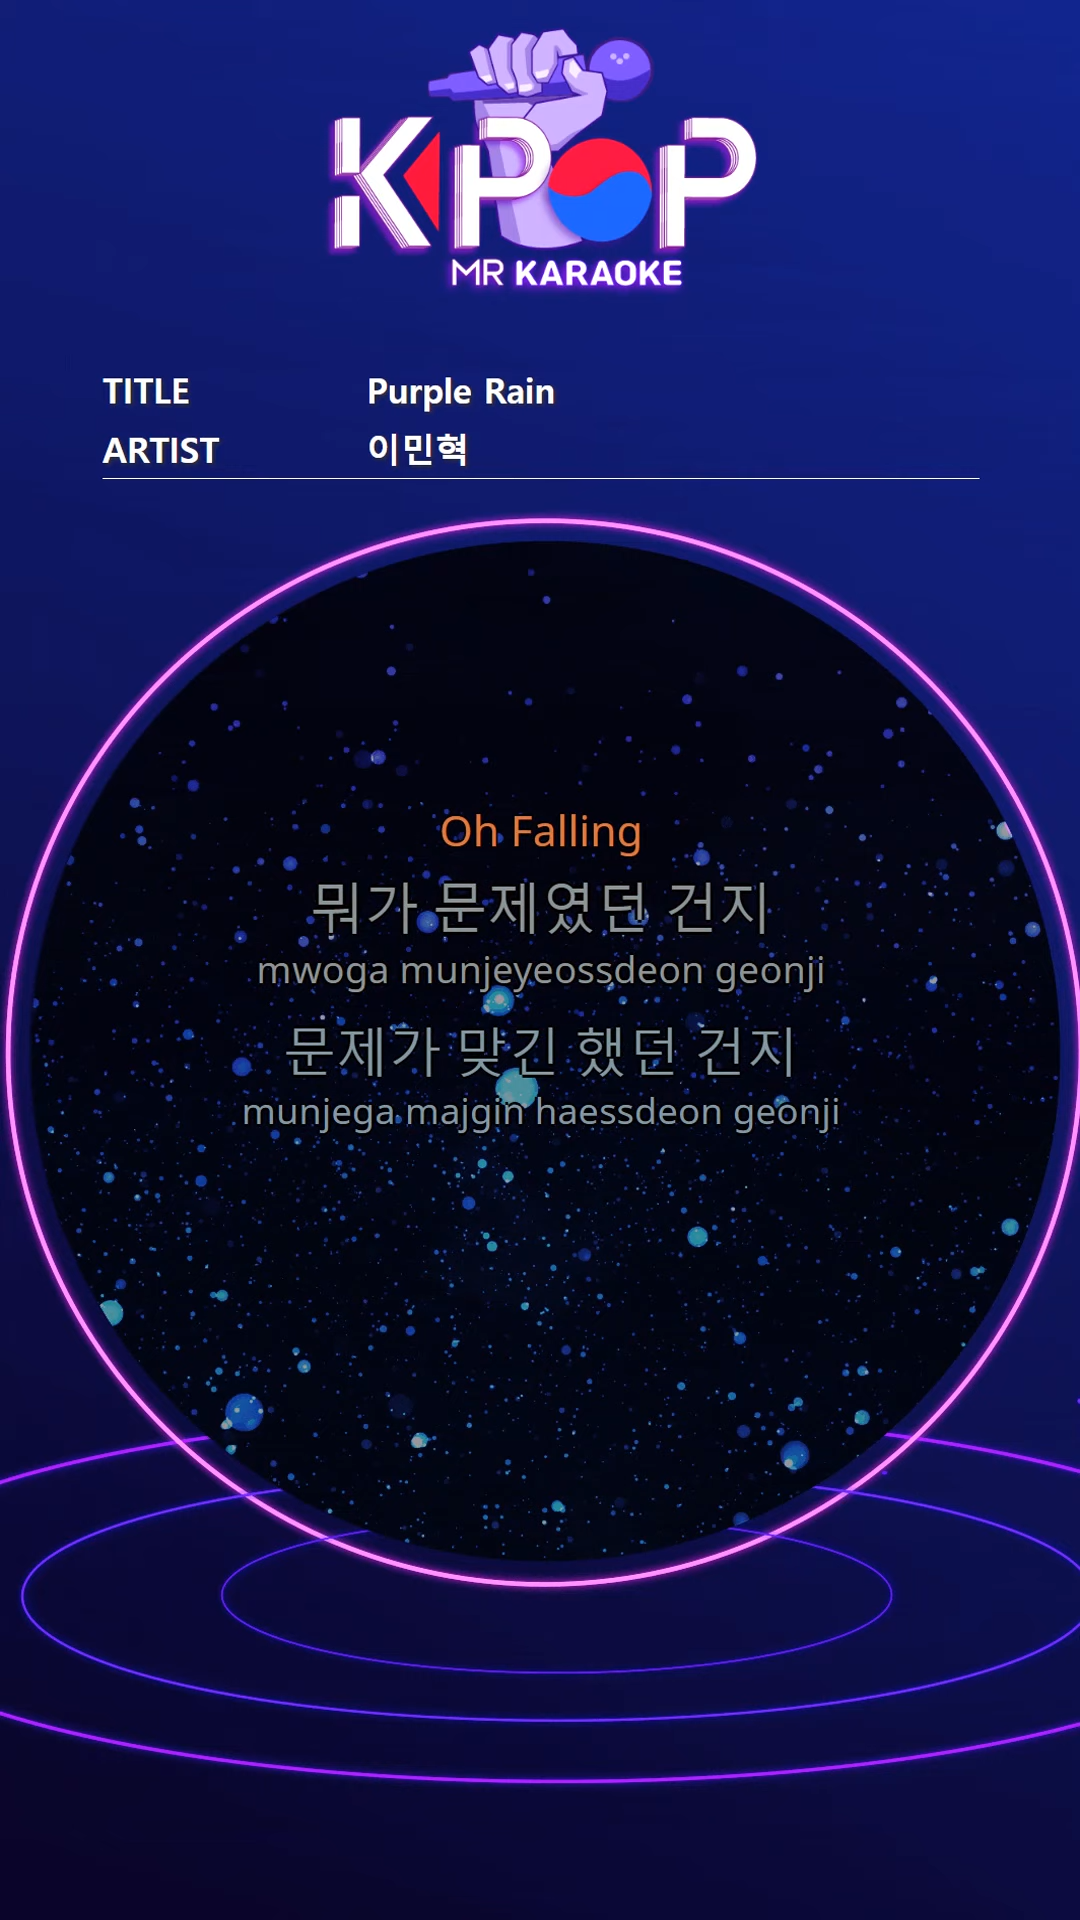 KPOP
MR KARAOKE
TITLE Purple Rain
ARTIST 이민혁
Oh Falling
뭐가 문제였던 건지
mwoga munjeyeossdeon geonji
문제가 맞긴 했던 건지
munjega majgin haessdeon geonji